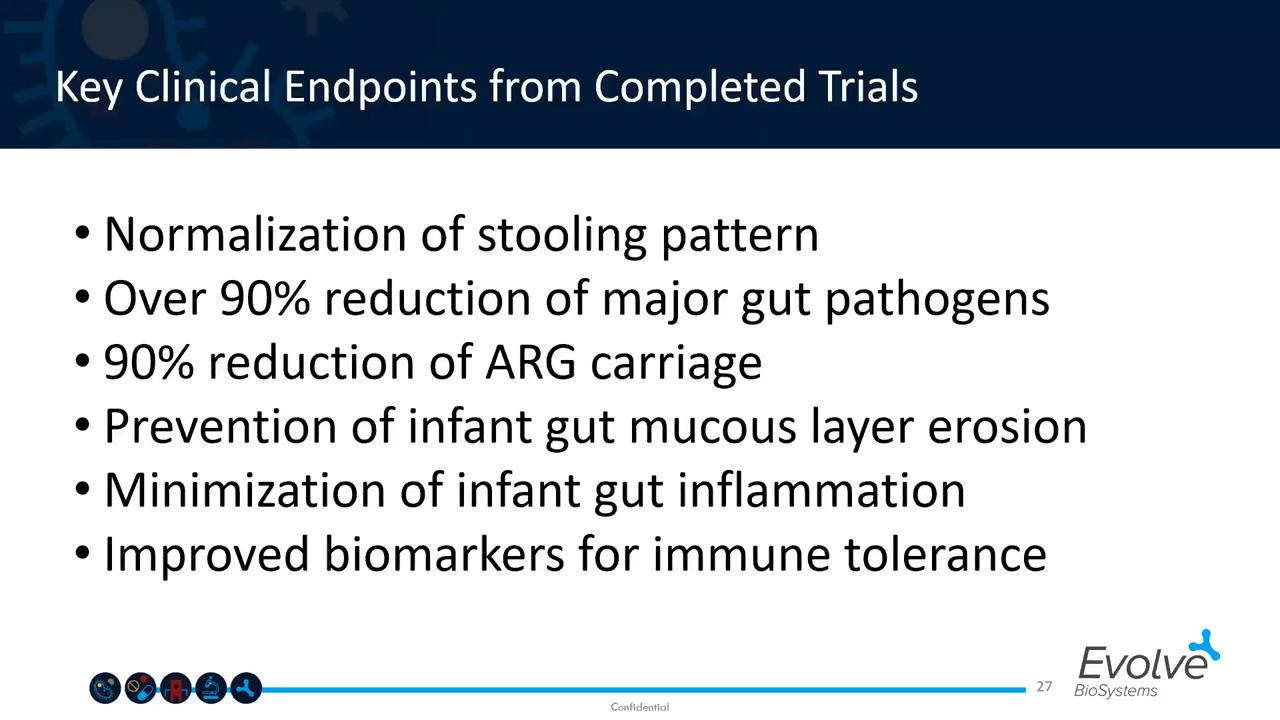 Key Clinical Endpoints from Completed Trials
• Normalization of stooling pattern
• Over 90% reduction of major gut pathogens
• 90% reduction of ARG carriage
• Prevention of infant gut mucous layer erosion
• Minimization of infant gut inflammation
• Improved biomarkers for immune tolerance
27
Evolve
BioSystems
Confidential